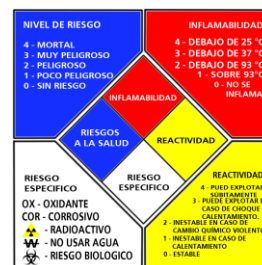 NIVEL DE RIESGO
4 - MORTAL
3 - MUY PELIGROSO
2 - PELIGROSO
1 - POCO PELIGROSO
0 - SIN RIESGO
INFLAMABILIDAD
4 - DEBAJO DE 25 °C
3 - DEBAJO DE 37 °
2 - DEBAJO DE 93 °
1 - SOBRE 93°C
0 - NO SE
INFLAMA
INFLAMABILIDAD
RIESGOS
A LA SALUD
REACTIVIDAD
RIESGO
ESPECIFICO
RIESGO
ESPECIFICO
OX - OXIDANTE
COR - CORROSIVO
- RADIOACTIVO
W - NO USAR AGUA
- RIESGO BIOLOGICO
REACTIVIDAD
4 - PUED EXPLOTAR
SÚBITAMENTE
3 - PUEDE EXPLOTAR
CASO DE CHOQUE
CALENTAMIENTO.
2 - INESTABLE EN CASO DE
CAMBIO QUÍMICO VIOLENTO
1 - INESTABLE EN CASO DE
CALENTAMIENTO
0 - ESTABLE